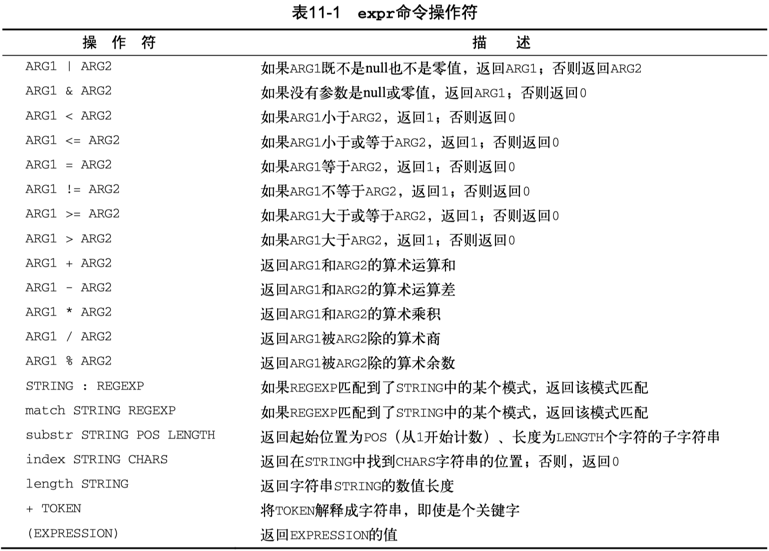 表11-1 expr命令操作符
操 作 符 描 述
ARG1 | ARG2 如果ARG1既不是null也不是零值，返回ARG1；否则返回ARG2
ARG1 & ARG2 如果没有参数是null或零值，返回ARG1；否则返回0
ARG1 < ARG2 如果ARG1小于ARG2，返回1；否则返回0
ARG1 <= ARG2 如果ARG1小于或等于ARG2，返回1；否则返回0
ARG1 = ARG2 如果ARG1等于ARG2，返回1；否则返回0
ARG1 != ARG2 如果ARG1不等于ARG2，返回1；否则返回0
ARG1 >= ARG2 如果ARG1大于或等于ARG2，返回1；否则返回0
ARG1 > ARG2 如果ARG1大于ARG2，返回1；否则返回0
ARG1 + ARG2 返回ARG1和ARG2的算术运算和
ARG1 - ARG2 返回ARG1和ARG2的算术运算差
ARG1 * ARG2 返回ARG1和ARG2的算术乘积
ARG1 / ARG2 返回ARG1被ARG2除的算术商
ARG1 % ARG2 返回ARG1被ARG2除的算术余数
STRING : REGEXP 如果REGEXP匹配到了STRING中的某个模式，返回该模式匹配
match STRING REGEXP 如果REGEXP匹配到了STRING中的某个模式，返回该模式匹配
substr STRING POS LENGTH 返回起始位置为POS（从1开始计数）、长度为LENGTH个字符的子字符串
index STRING CHARS 返回在STRING中找到CHARS字符串的位置；否则，返回0
length STRING 返回字符串STRING的数值长度
+ TOKEN 将TOKEN解释成字符串，即使是个关键字
(EXPRESSION) 返回EXPRESSION的值